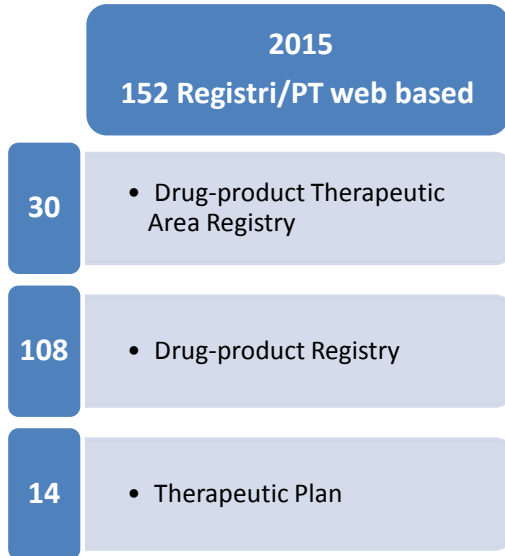 2015
152 Registri/PT web based
30
• Drug-product Therapeutic
Area Registry
108
• Drug-product Registry
14
• Therapeutic Plan